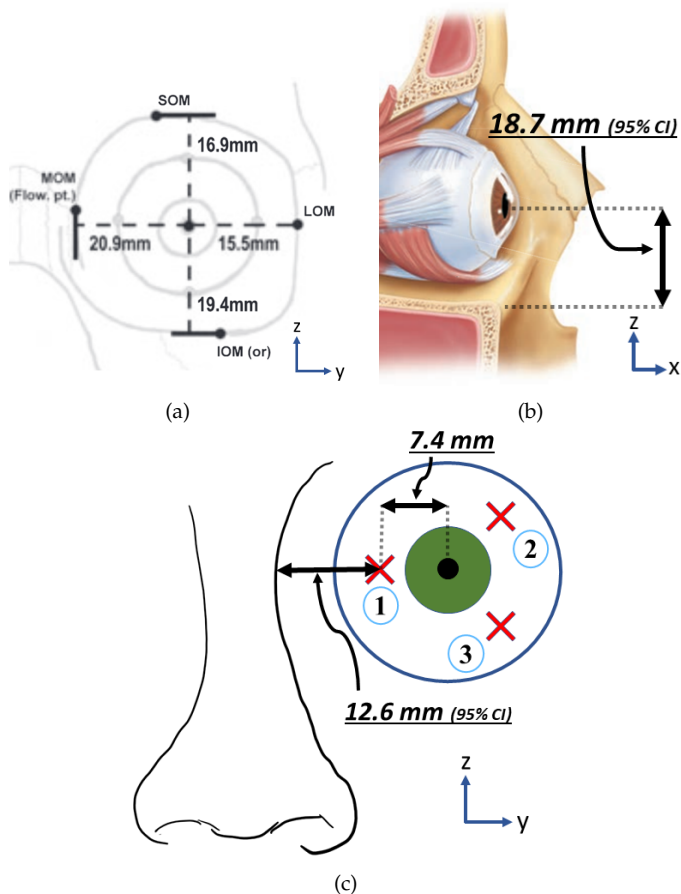 SOM
16.9mm
MOM
(Flow. pt.)
LOM
20.9mm
15.5mm
19.4mm
IOM (or)
z
y
(a)
18.7 mm (95% CI)
z
x
(b)
7.4 mm
2
1
3
12.6 mm (95% CI)
z
y
(c)